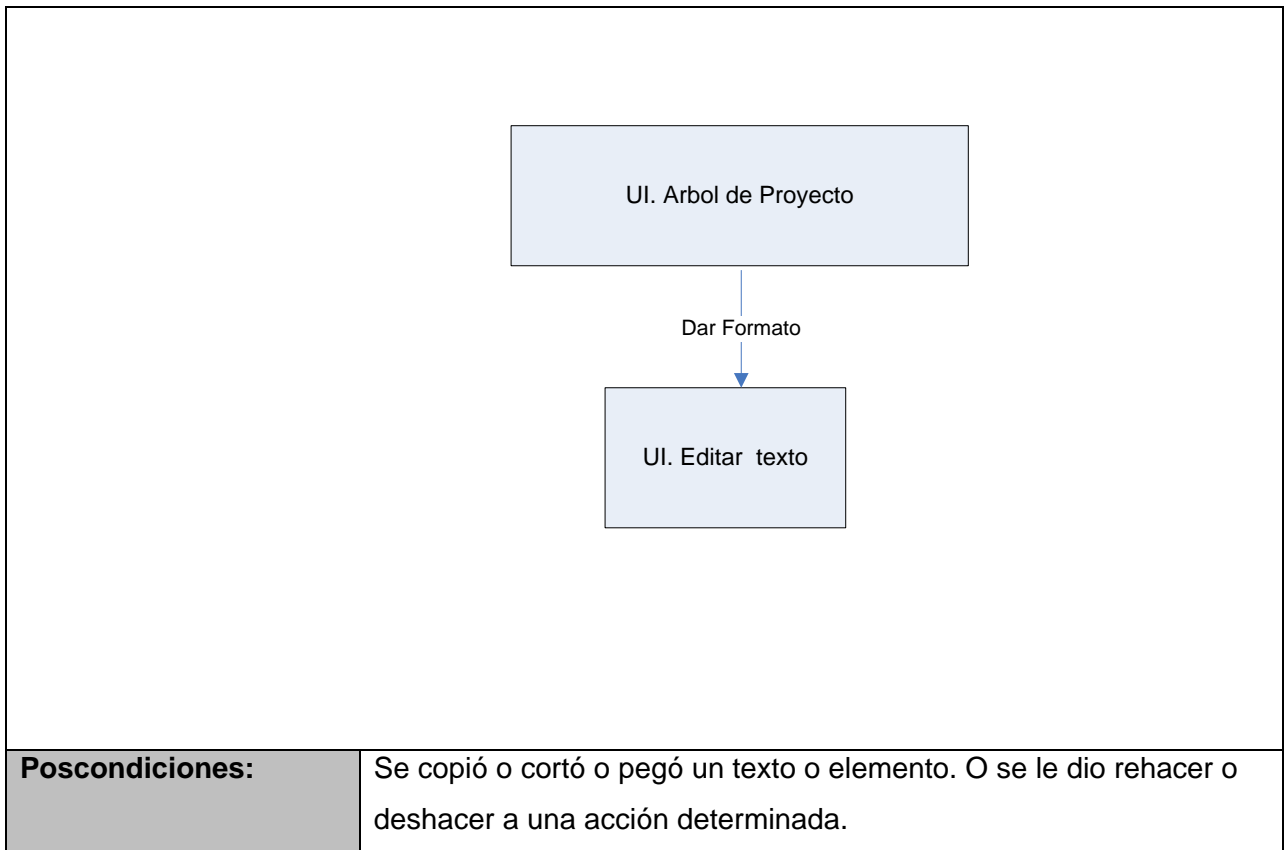 UI. Arbol de Proyecto
Dar Formato
UI. Editar texto
Poscondiciones:
Se copió o cortó o pegó un texto o elemento. O se le dio rehacer o
deshacer a una acción determinada.